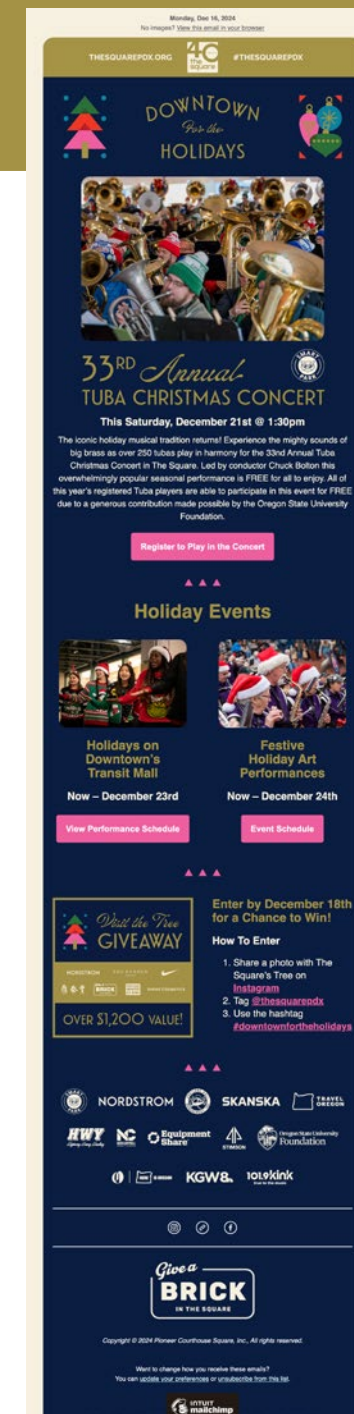 Monday, Dec 16, 2024
No images? View this email in your browser
THESQUAREPDX.ORG
40
the
square
#THESQUAREPDX
DOWNTOWN
For the
HOLIDAYS
33RD Annual
TUBA CHRISTMAS CONCERT
SMART
PARK
This Saturday, December 21st @ 1:30pm
The iconic holiday musical tradition returns! Experience the mighty sounds of
big brass as over 250 tubas play in harmony for the 33nd Annual Tuba
Christmas Concert in The Square. Led by conductor Chuck Bolton this
overwhelmingly popular seasonal performance is FREE for all to enjoy. All of
this year's registered Tuba players are able to participate in this event for FREE
due to a generous contribution made possible by the Oregon State University
Foundation.
Register to Play in the Concert
Holiday Events
Holidays on
Downtown's
Transit Mall
Now – December 23rd
View Performance Schedule
Festive
Holiday Art
Performances
Now – December 24th
Event Schedule
Visit the Tree
GIVEAWAY
NORDSTROM
OVER $1,200 VALUE!
Enter by December 18th
for a Chance to Win!
How To Enter
1. Share a photo with The
Square's Tree on
Instagram
2. Tag @thesquarepdx
3. Use the hashtag
#downtownfortheholidays
NORDSTROM
SKANSKA
TRAVEL
OREGON
HWY
NC
Equipment
Share
STIMSON
Oregon State University
Foundation
KGW8.
101.9kink
Give a
BRICK
IN THE SQUARE
Copyright © 2024 Pioneer Courthouse Square, Inc., All rights reserved.
Want to change how you receive these emails?
You can update your preferences or unsubscribe from this list.
INTUIT
mailchimp